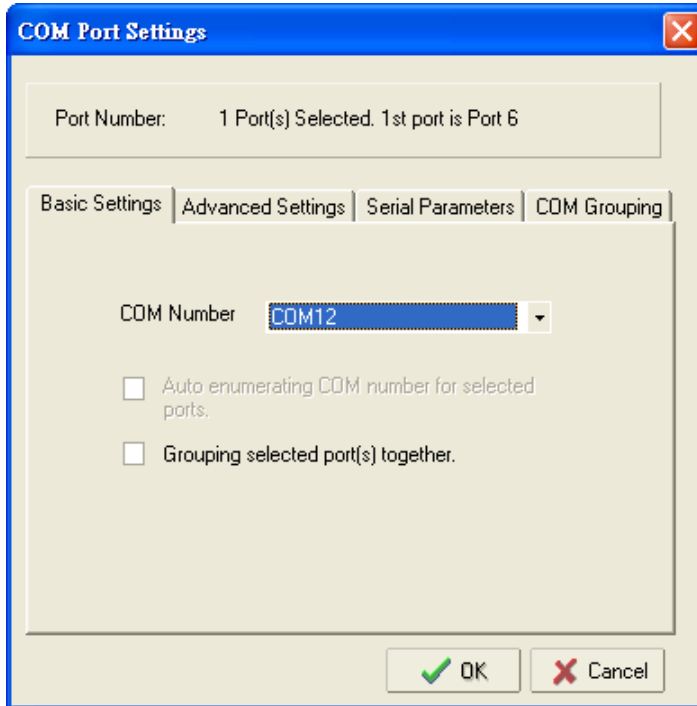 COM Port Settings
Port Number: 1 Port(s) Selected. 1st port is Port 6
Basic Settings Advanced Settings Serial Parameters COM Grouping
COM Number COM12
Auto enumerating COM number for selected
ports.
Grouping selected port(s) together.
OK Cancel